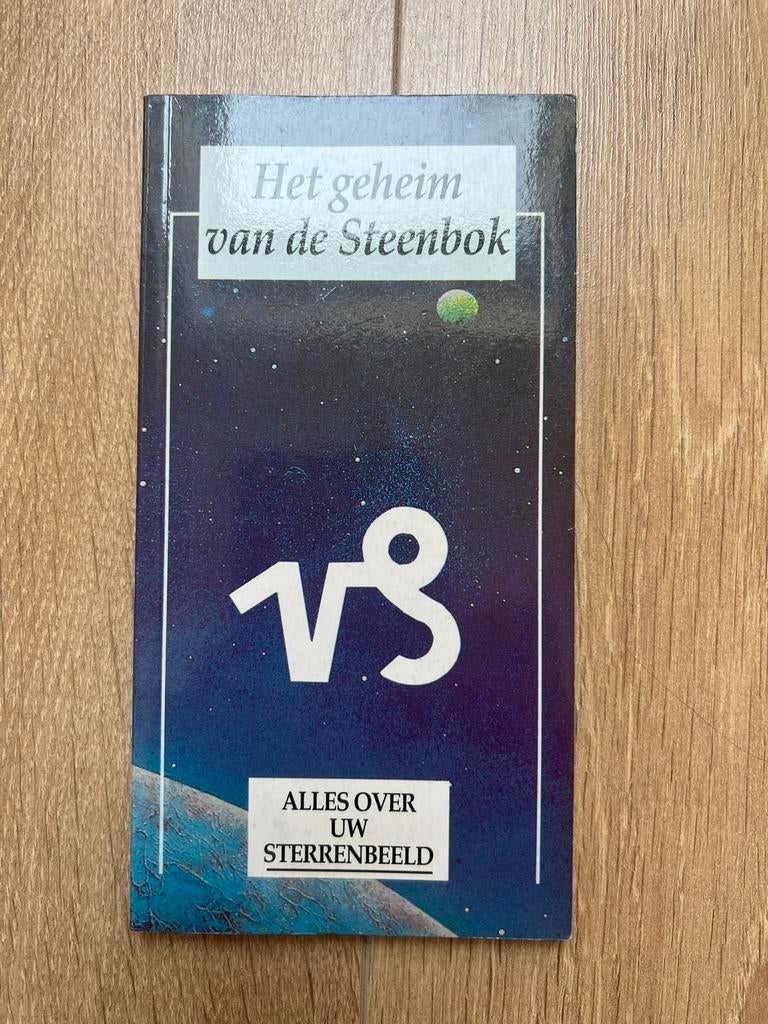 Het geheim
van de Steenbok
ALLES OVER
UW
STERRENBEELD